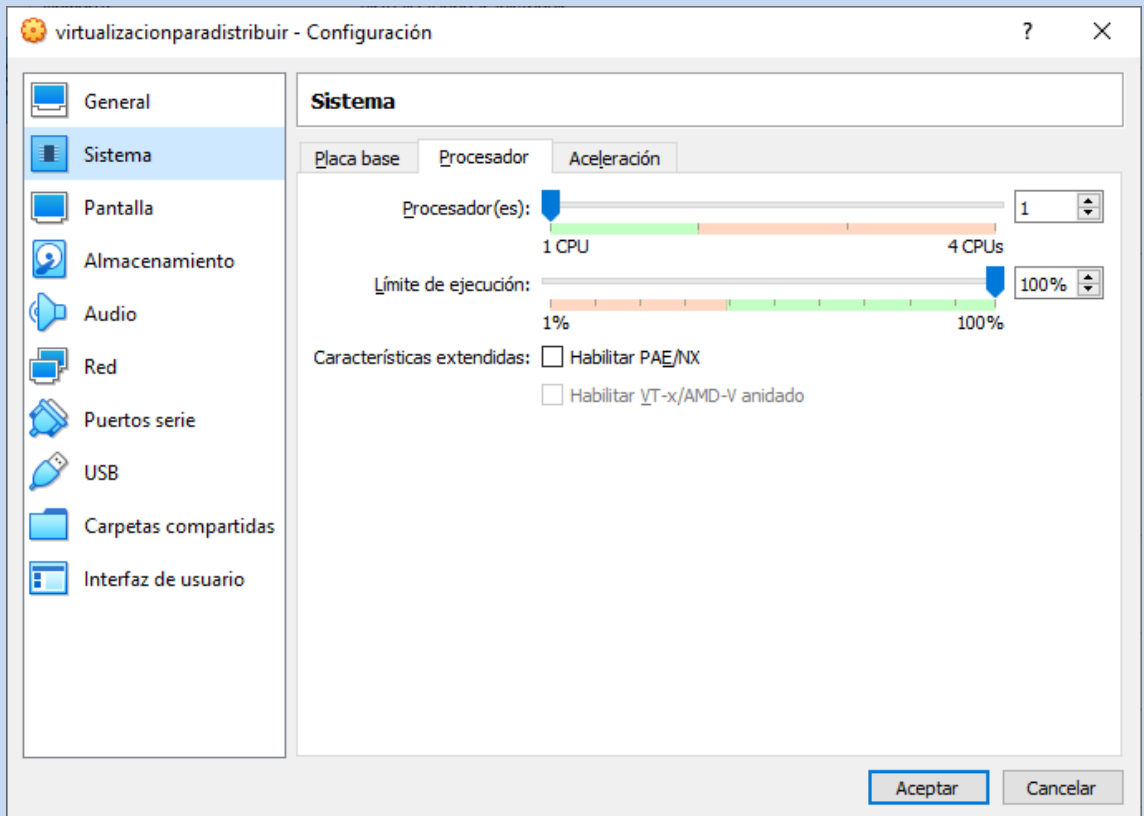 virtualizacionparadistribuir - Configuración ?
General
Sistema
Pantalla
Almacenamiento
Audio
Red
Puertos serie
USB
Carpetas compartidas
Interfaz de usuario
Sistema
Placa base Procesador Aceleración
Procesador(es): 1
1 CPU 4 CPUs
Límite de ejecución: 100%
1% 100%
Características extendidas: Habilitar PAE/NX
Habilitar VT-x/AMD-V anidado
Aceptar Cancelar